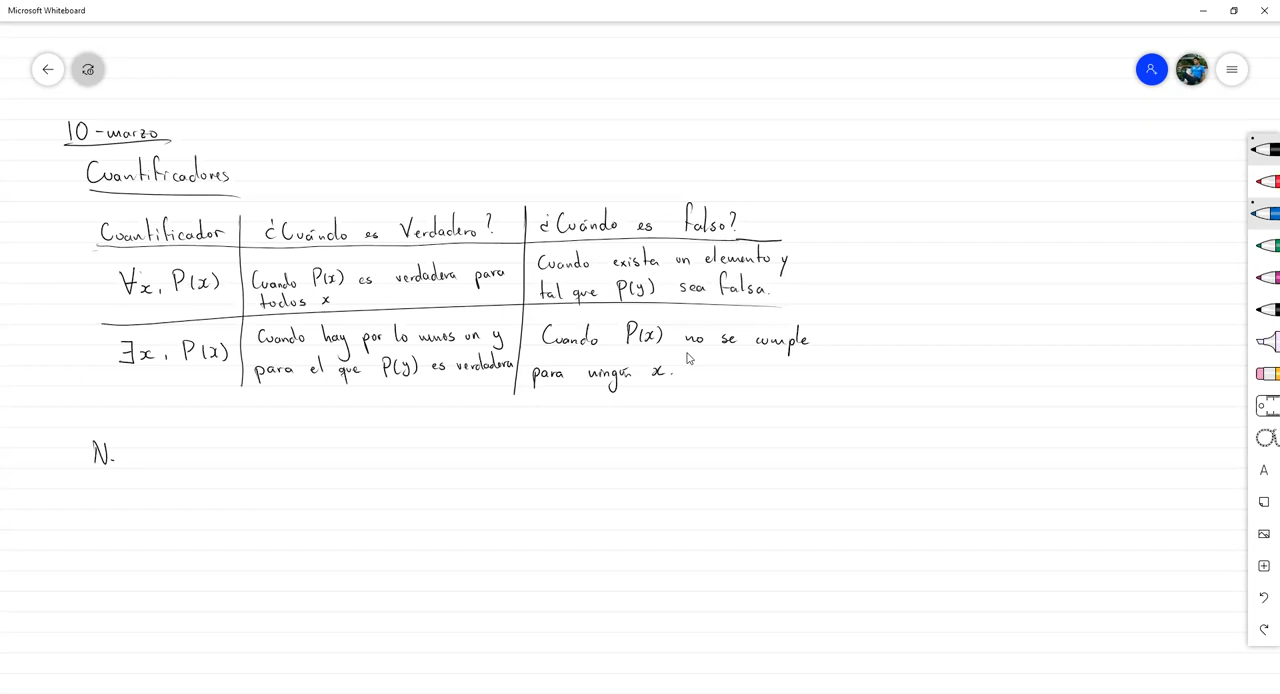 Microsoft Whiteboard
10 - marzo
Cuantificadores
Cuantificador ¿Cuándo es Verdadero? ¿Cuándo es falso?
∀x, P(x)
Cuando P(x) es verdadera para
todos x
Cuando exista un elemento y
tal que P(y) sea falsa.
∃x, P(x)
Cuando hay por lo menos un y
para el que P(y) es verdadera
Cuando P(x) no se cumple
para ningún x.
N.
A